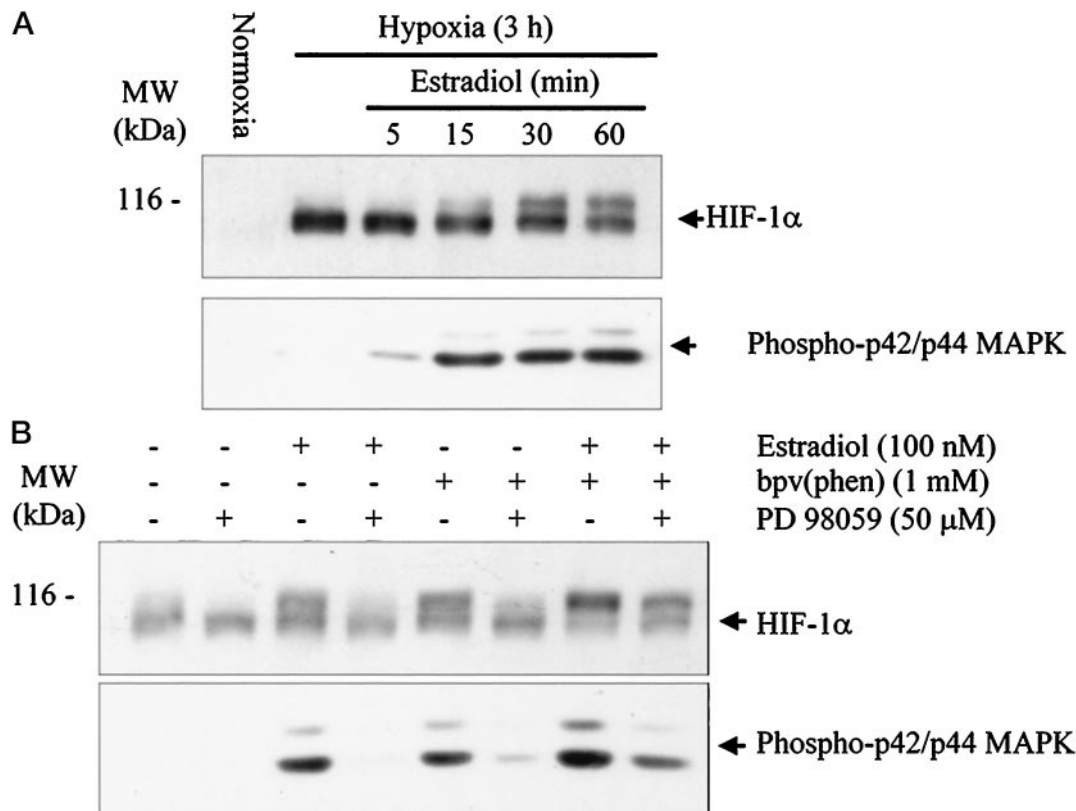 A
Normoxia
Hypoxia (3 h)
Estradiol (min)
MW
(kDa)
5 15 30 60
116 -
HIF-1α
Phospho-p42/p44 MAPK
B
- - + + - - + + Estradiol (100 nM)
MW
- - - - + + + + bpv(phen) (1 mM)
(kDa)
- + - + - + - + PD 98059 (50 μM)
116 -
HIF-1α
Phospho-p42/p44 MAPK